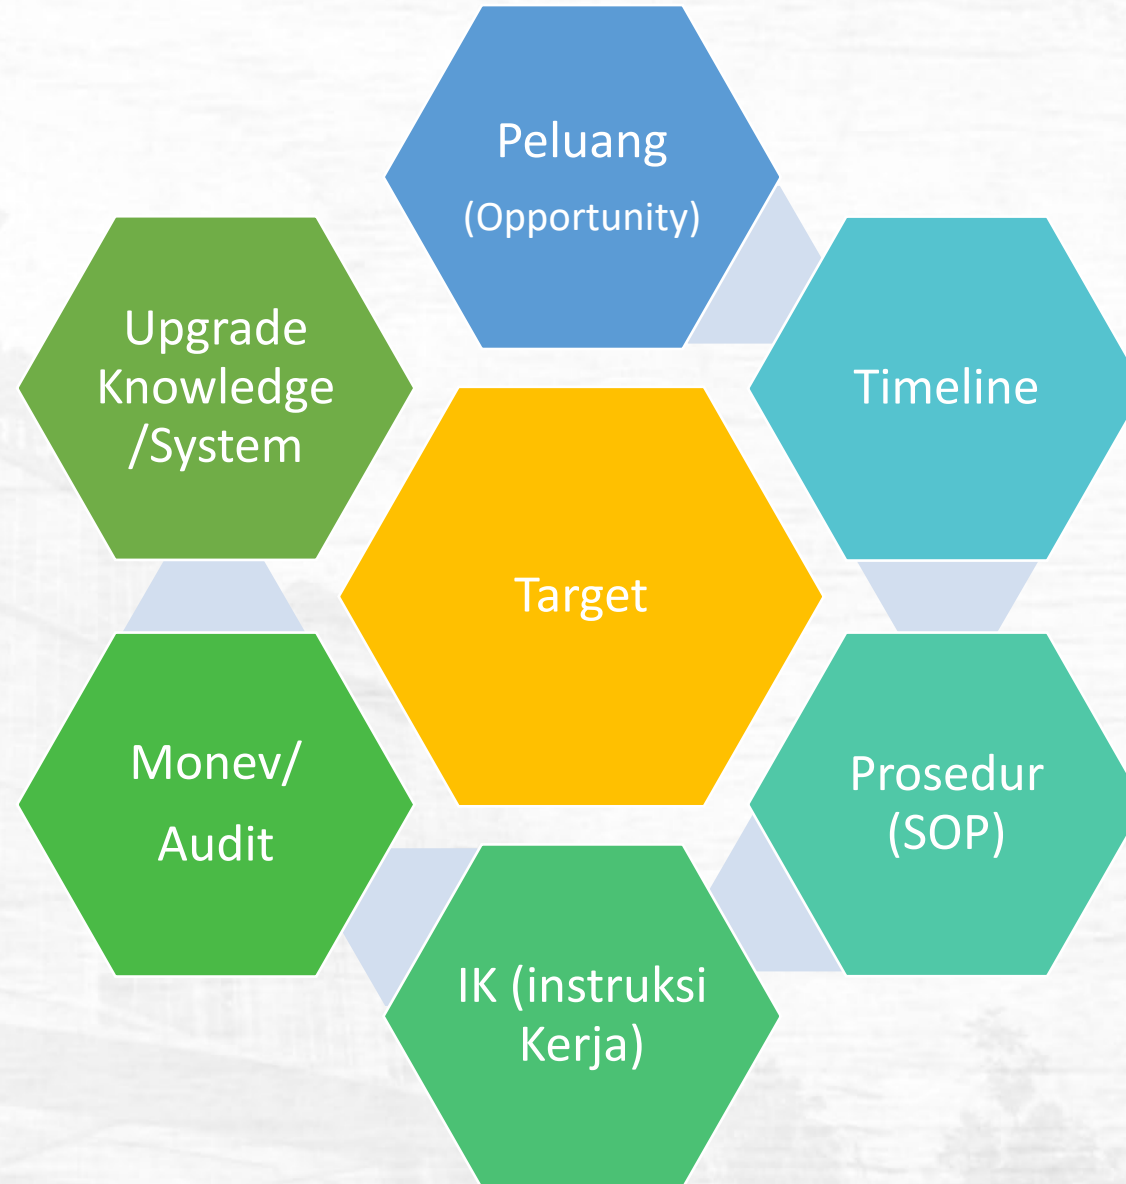 Peluang
(Opportunity)
Timeline
Prosedur
(SOP)
IK (instruksi
Kerja)
Monev/
Audit
Upgrade
Knowledge
/System
Target